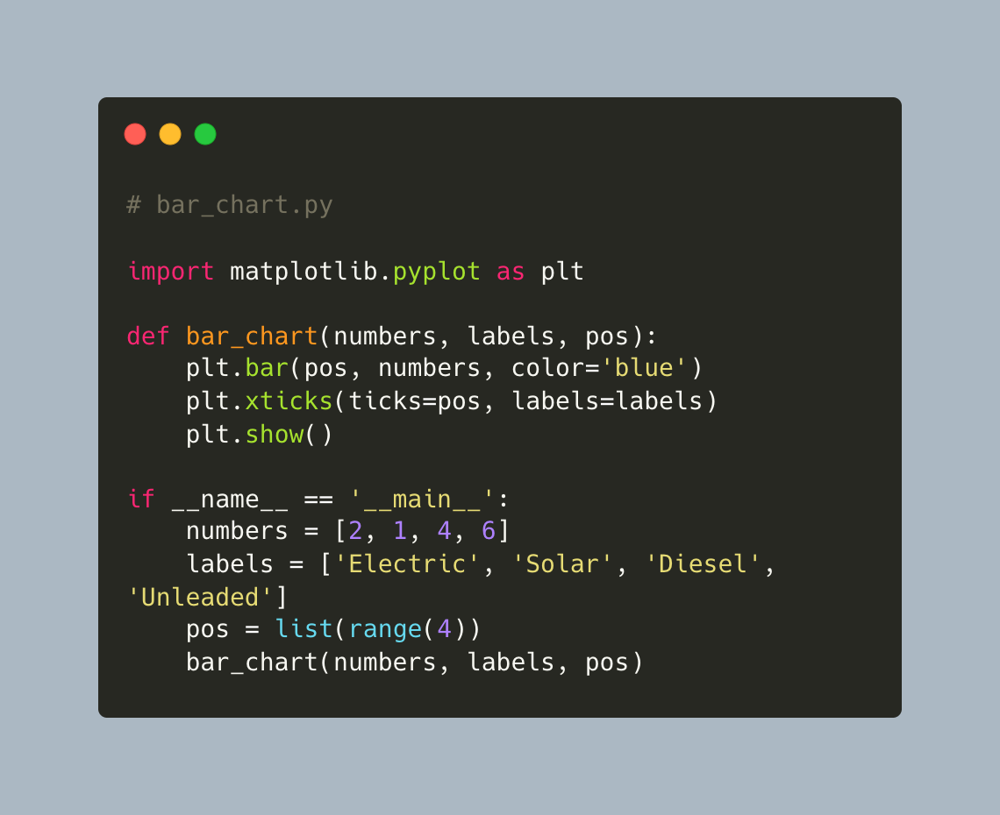 # bar_chart.py

import matplotlib.pyplot as plt

def bar_chart(numbers, labels, pos):
    plt.bar(pos, numbers, color='blue')
    plt.xticks(ticks=pos, labels=labels)
    plt.show()

if __name__ == '__main__':
    numbers = [2, 1, 4, 6]
    labels = ['Electric', 'Solar', 'Diesel',
'Unleaded']
    pos = list(range(4))
    bar_chart(numbers, labels, pos)